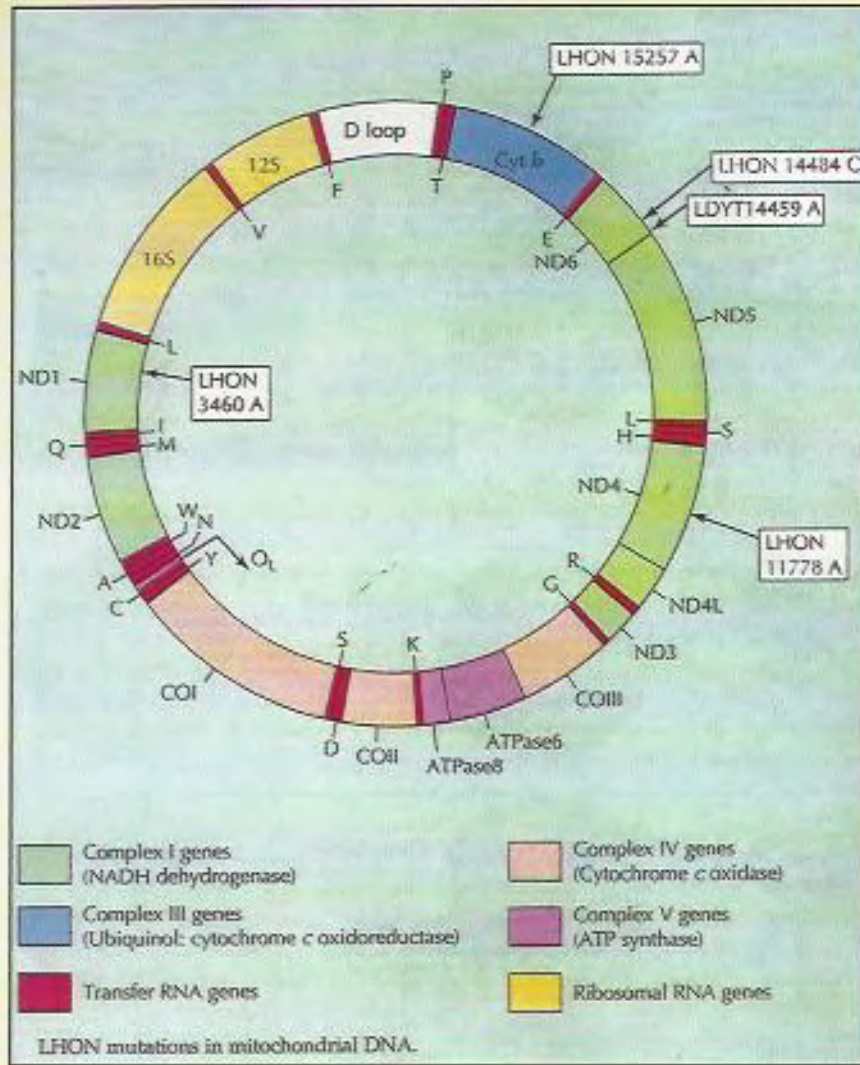 LHON 15257 A
P
D loop
12S
Cyt b
LHON 14484 C
F
T
LDYT14459 A
V
E
ND6
16S
ND5
L
ND1
LHON
3460 A
L
S
H
I
Q
M
ND4
ND2
W
N
LHON
11778 A
Y
O L
R
A
G
C
ND4L
ND3
S
K
COI
COIII
D
COII
ATPase6
ATPase8
Complex I genes
(NADH dehydrogenase)
Complex IV genes
(Cytochrome c oxidase)
Complex III genes
(Ubiquinol: cytochrome c oxidoreductase)
Complex V genes
(ATP synthase)
Transfer RNA genes
Ribosomal RNA genes
LHON mutations in mitochondrial DNA.